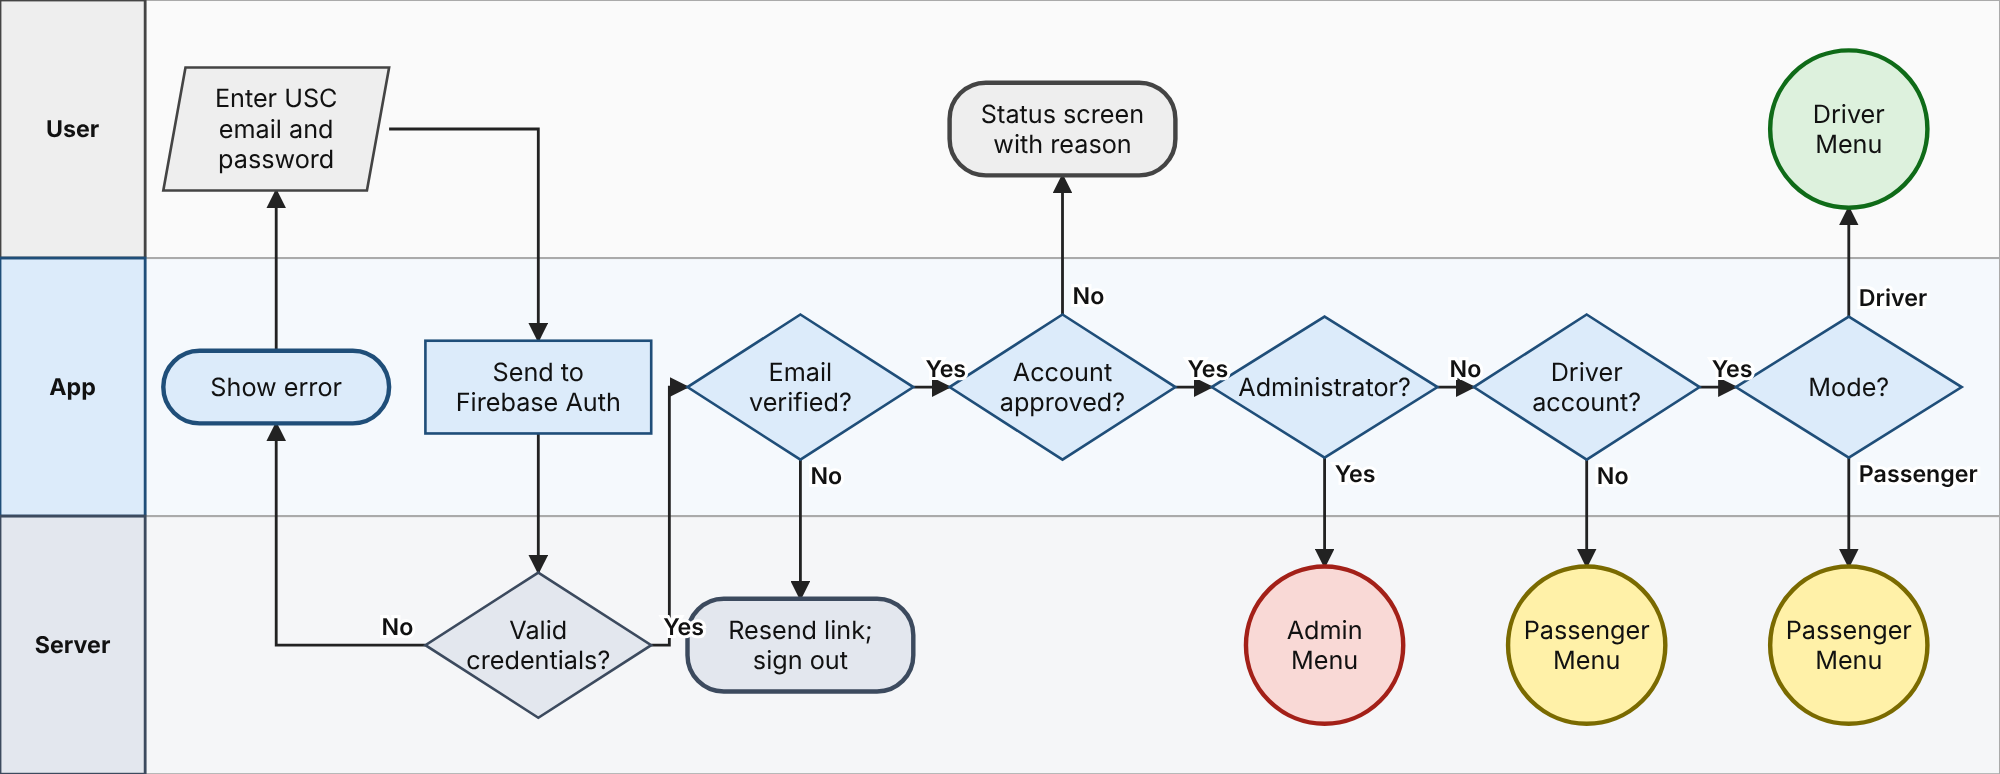 User
Enter USC
email and
password
Status screen
with reason
Driver
Menu
App
Show error
Send to
Firebase Auth
Email
verified?
Yes
No
Account
approved?
No
Yes
Administrator?
No
Yes
Driver
account?
Yes
No
Mode?
Driver
Passenger
Server
No
Valid
credentials?
Yes
Resend link;
sign out
Admin
Menu
Passenger
Menu
Passenger
Menu